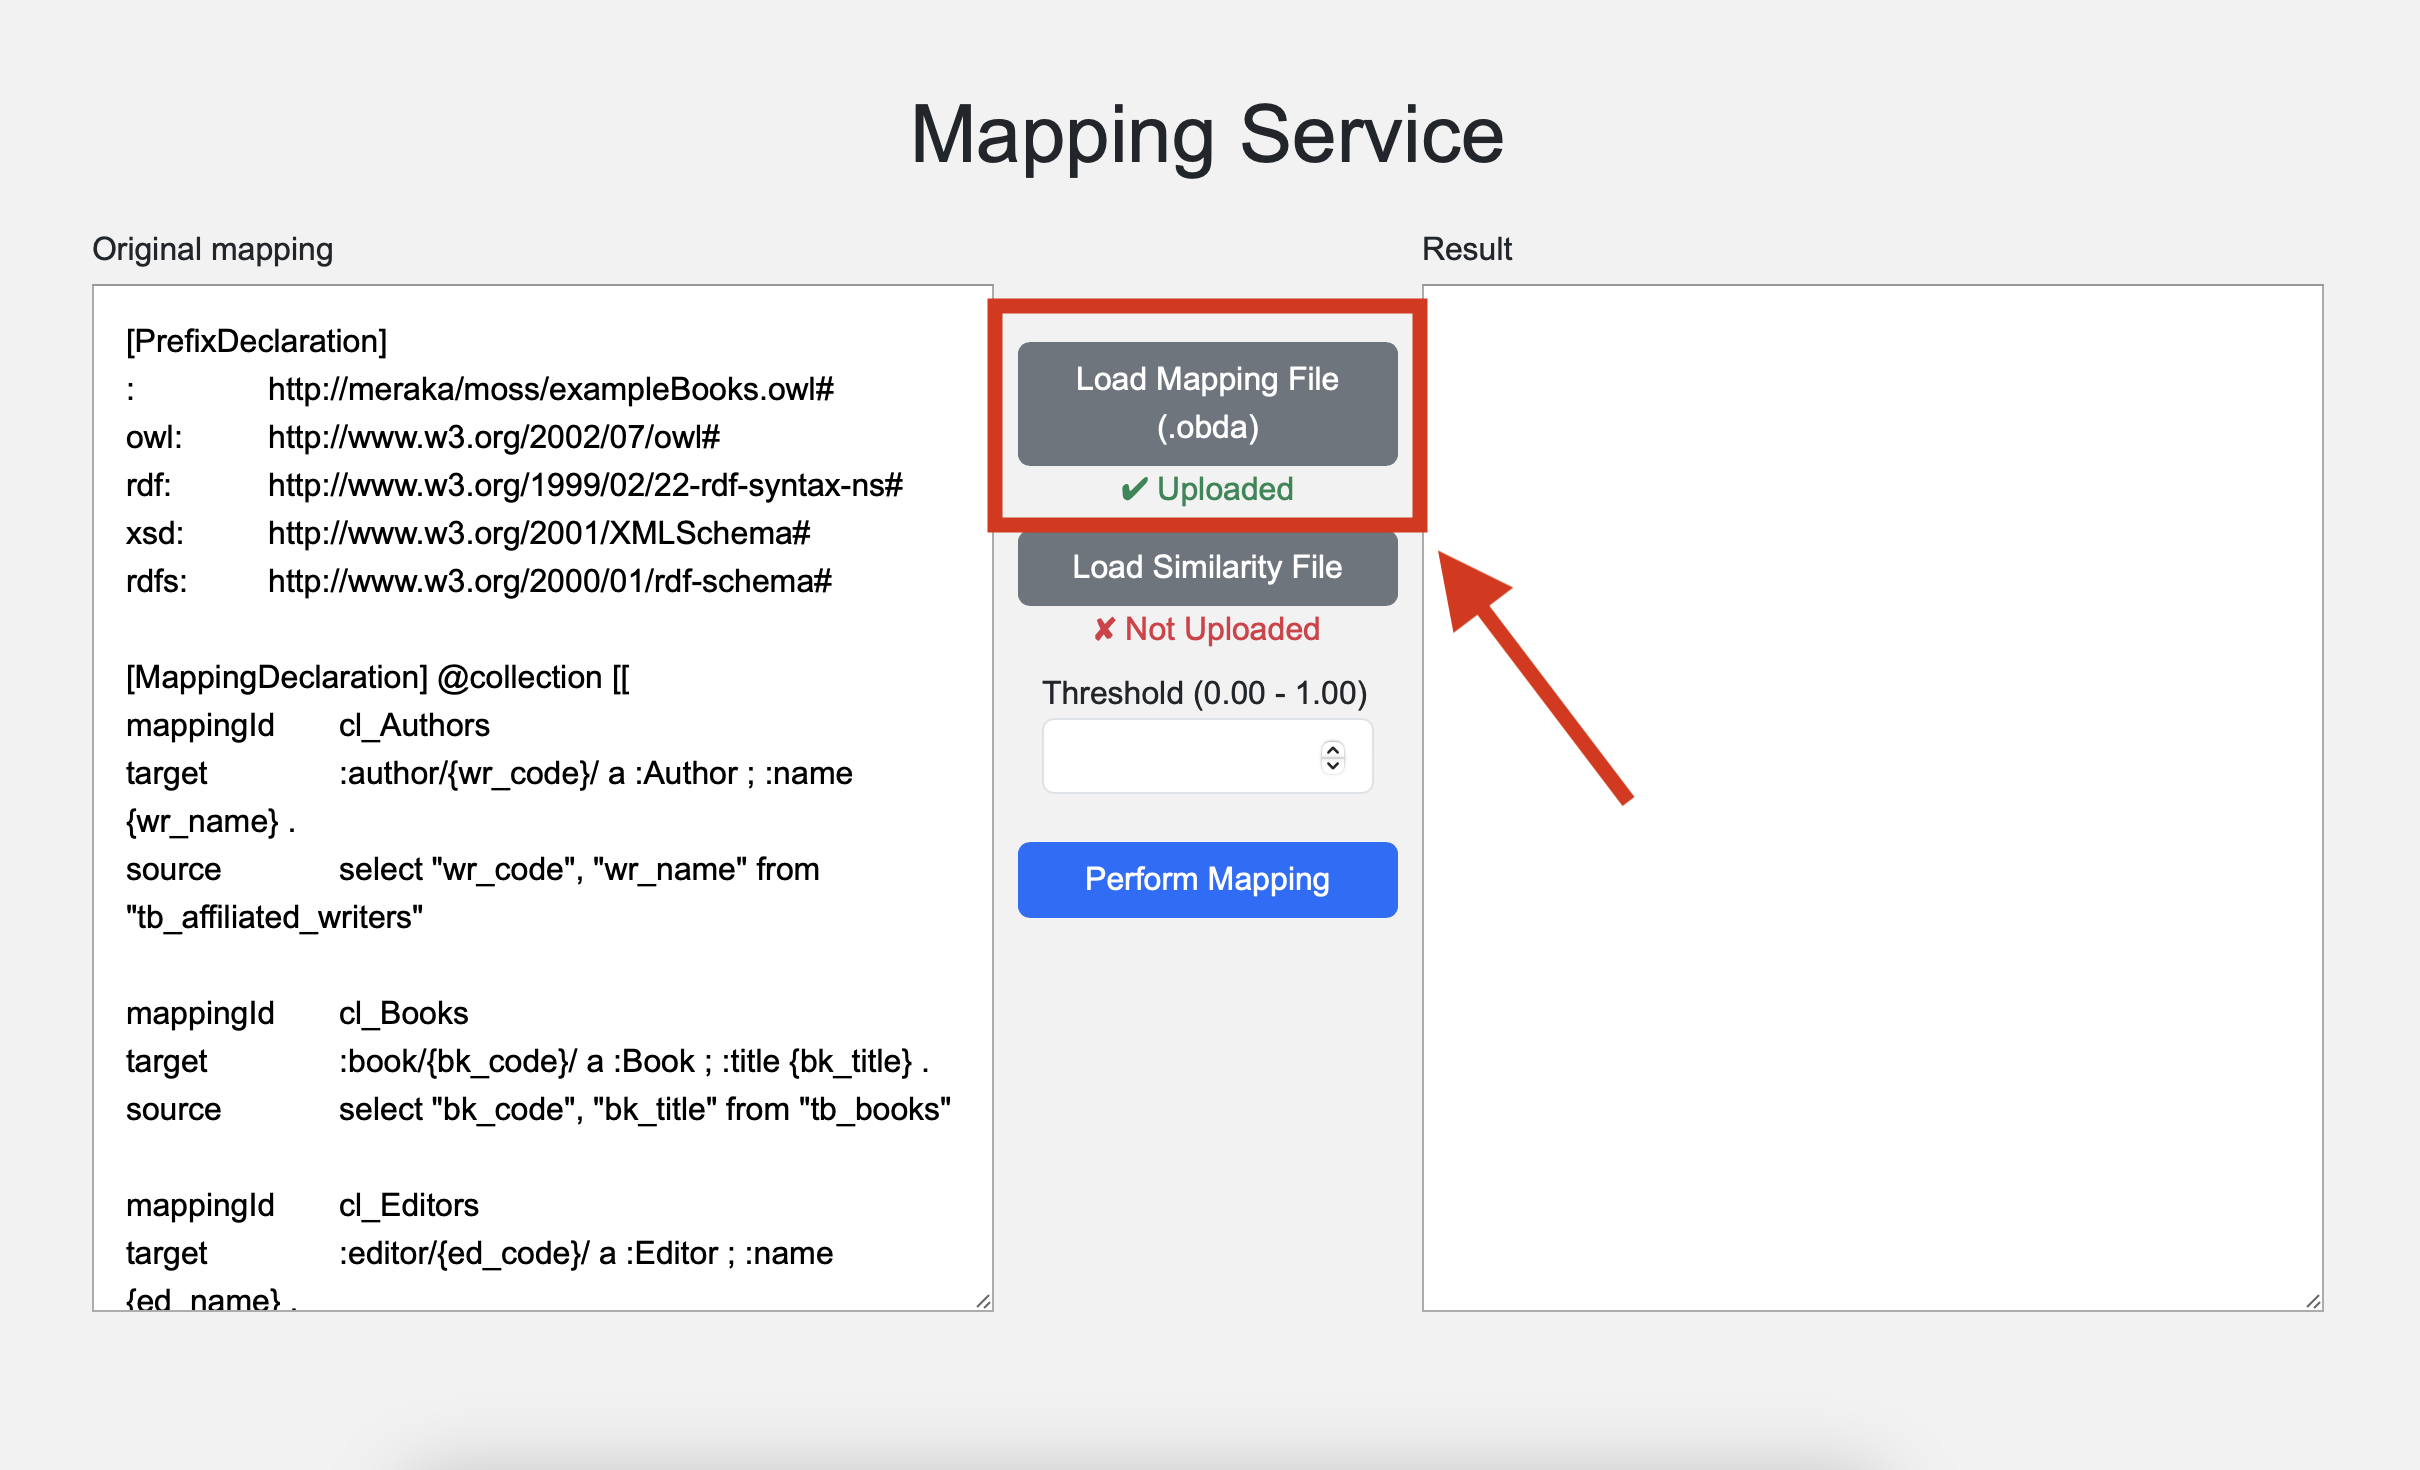 Mapping Service
Original mapping
[PrefixDeclaration]
: http://meraka/moss/exampleBooks.owl#
owl: http://www.w3.org/2002/07/owl#
rdf: http://www.w3.org/1999/02/22-rdf-syntax-ns#
xsd: http://www.w3.org/2001/XMLSchema#
rdfs: http://www.w3.org/2000/01/rdf-schema#
[MappingDeclaration] @collection [[
mappingId cl_Authors
target :author/{wr_code}/ a :Author ; :name
{wr_name} .
source select "wr_code", "wr_name" from
"tb_affiliated_writers"
mappingId cl_Books
target :book/{bk_code}/ a :Book ; :title {bk_title} .
source select "bk_code", "bk_title" from "tb_books"
mappingId cl_Editors
target :editor/{ed_code}/ a :Editor ; :name
{ed_name} .
Load Mapping File
(.obda)
✔ Uploaded
Load Similarity File
✘ Not Uploaded
Threshold (0.00 - 1.00)
Perform Mapping
Result